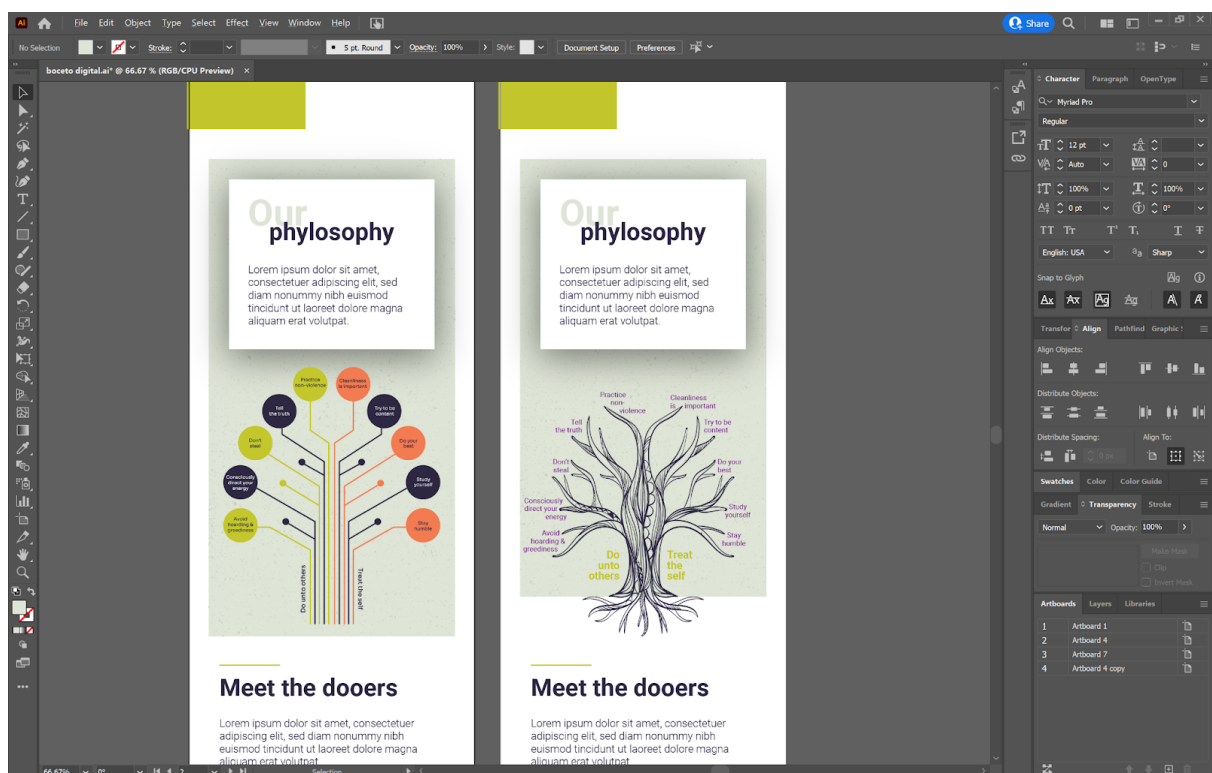 Ai File Edit Object Type Select Effect View Window Help Share
No Selection Stroke: 5 pt. Round Opacity: 100% Style: Document Setup Preferences
boceto digital.ai* @ 66.67 % (RGB/CPU Preview) ×
Our
phylosophy
Lorem ipsum dolor sit amet,
consectetuer adipiscing elit, sed
diam nonummy nibh euismod
tincidunt ut laoreet dolore magna
aliquam erat volutpat.
Practice
non-violence
Cleanliness
is important
Tell
the truth
Try to be
content
Don't
steal
Do your
best
Consciously
direct your
energy
Study
yourself
Avoid
hoarding &
greediness
Stay
humble
Do unto others
Treat the self
Meet the dooers
Lorem ipsum dolor sit amet, consectetuer
adipiscing elit, sed diam nonummy nibh
euismod tincidunt ut laoreet dolore magna
aliquam erat volutpat
Our
phylosophy
Lorem ipsum dolor sit amet,
consectetuer adipiscing elit, sed
diam nonummy nibh euismod
tincidunt ut laoreet dolore magna
aliquam erat volutpat.
Practice
non-
violence
Cleanliness
is important
Tell
the truth
Try to be
content
Don't
steal
Do your
best
Consciously
direct your
energy
Study
yourself
Avoid
hoarding &
greediness
Stay
humble
Do
unto
others
Treat
the
self
Meet the dooers
Lorem ipsum dolor sit amet, consectetuer
adipiscing elit, sed diam nonummy nibh
euismod tincidunt ut laoreet dolore magna
aliquam erat volutpat
Character Paragraph OpenType
Myriad Pro
Regular
12 pt
Auto 0
100% 100%
0 pt 0°
English: USA Sharp
Snap to Glyph
Transfor Align Pathfind Graphic
Align Objects:
Distribute Objects:
Distribute Spacing: Align To:
0 pt
Swatches Color Color Guide
Gradient Transparency Stroke
Normal Opacity: 100%
Make Mask
Clip
Invert Mask
Artboards Layers Libraries
1 Artboard 1
2 Artboard 4
3 Artboard 7
4 Artboard 4 copy
66.67% 0° 2 Selection